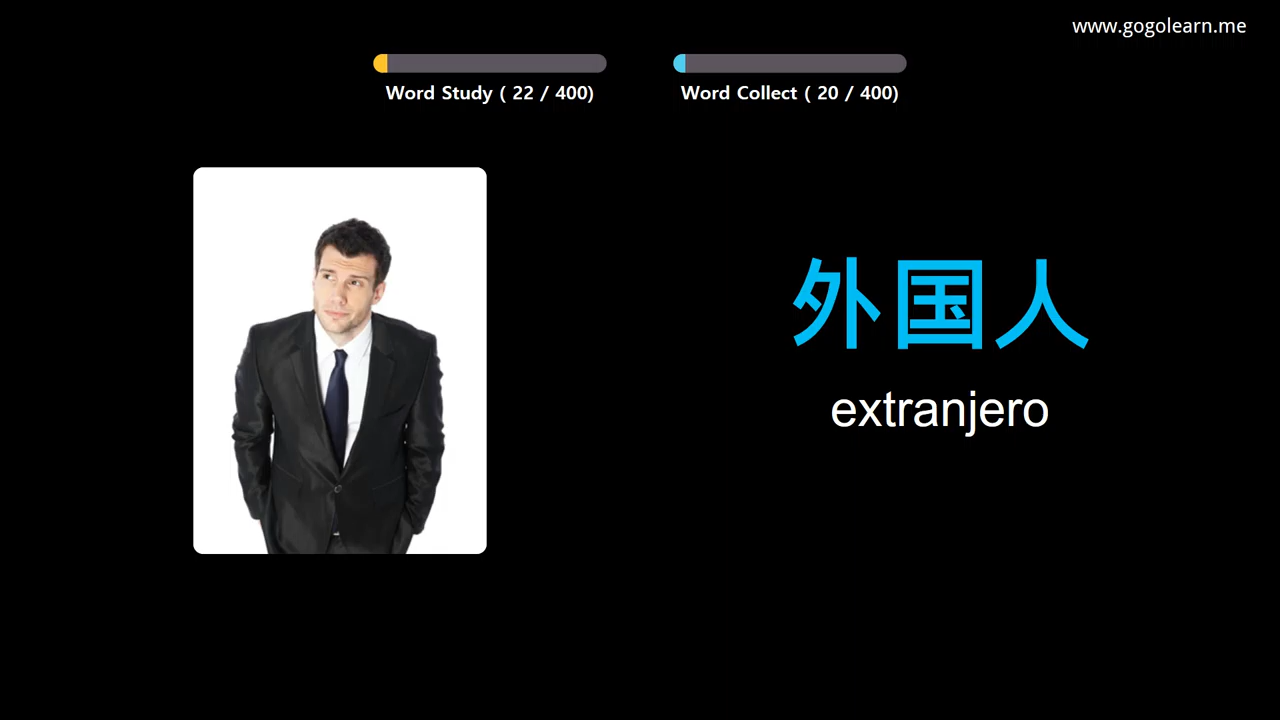 www.gogolearn.me
Word Study ( 22 / 400)
Word Collect ( 20 / 400)
外国人
extranjero